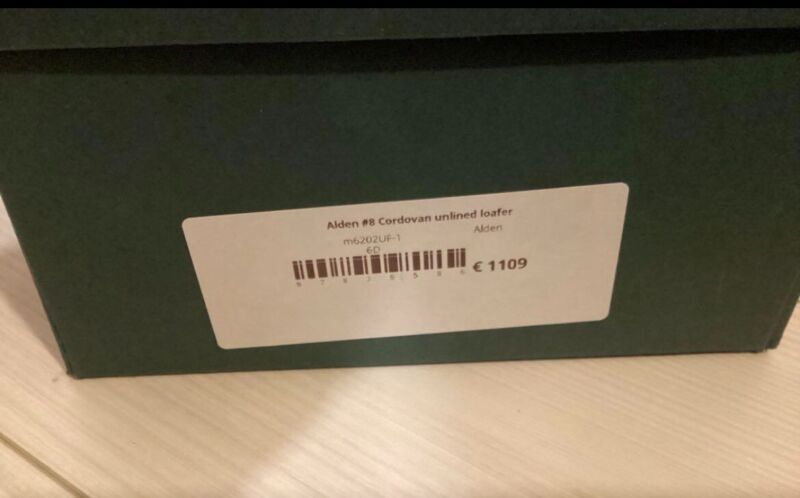 Alden #8 Cordovan unlined loafer
m6202UF-1 Alden
6D
€ 1109